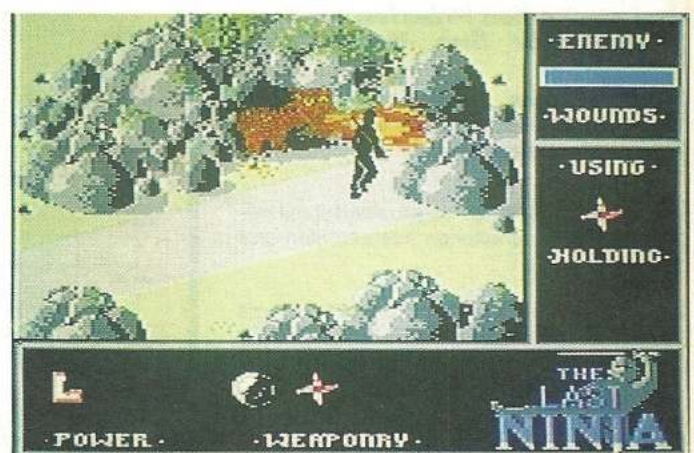 ·ENEMY·
·WOUNDS·
·USING·
·HOLDING·
·POWER·
·WEAPONRY·
THE
LAST
NINJA